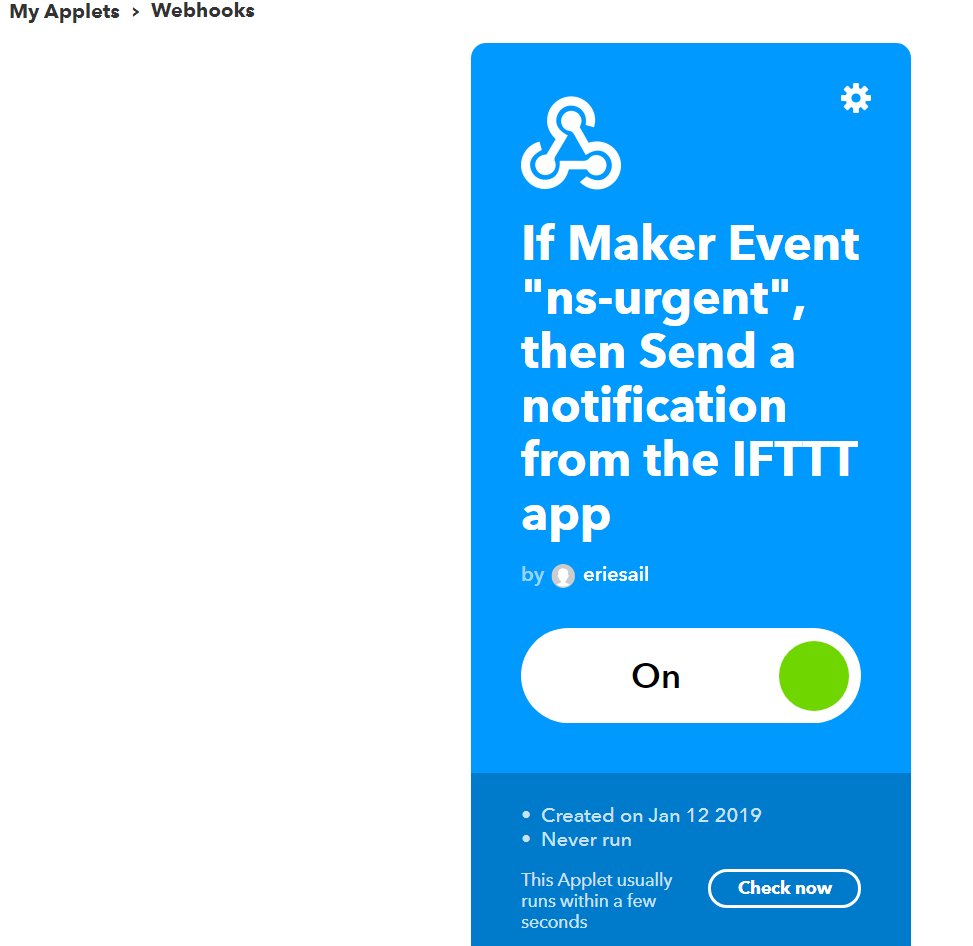 My Applets › Webhooks
If Maker Event
"ns-urgent",
then Send a
notification
from the IFTTT
app
by eriesail
On
• Created on Jan 12 2019
• Never run
This Applet usually
runs within a few
seconds
Check now